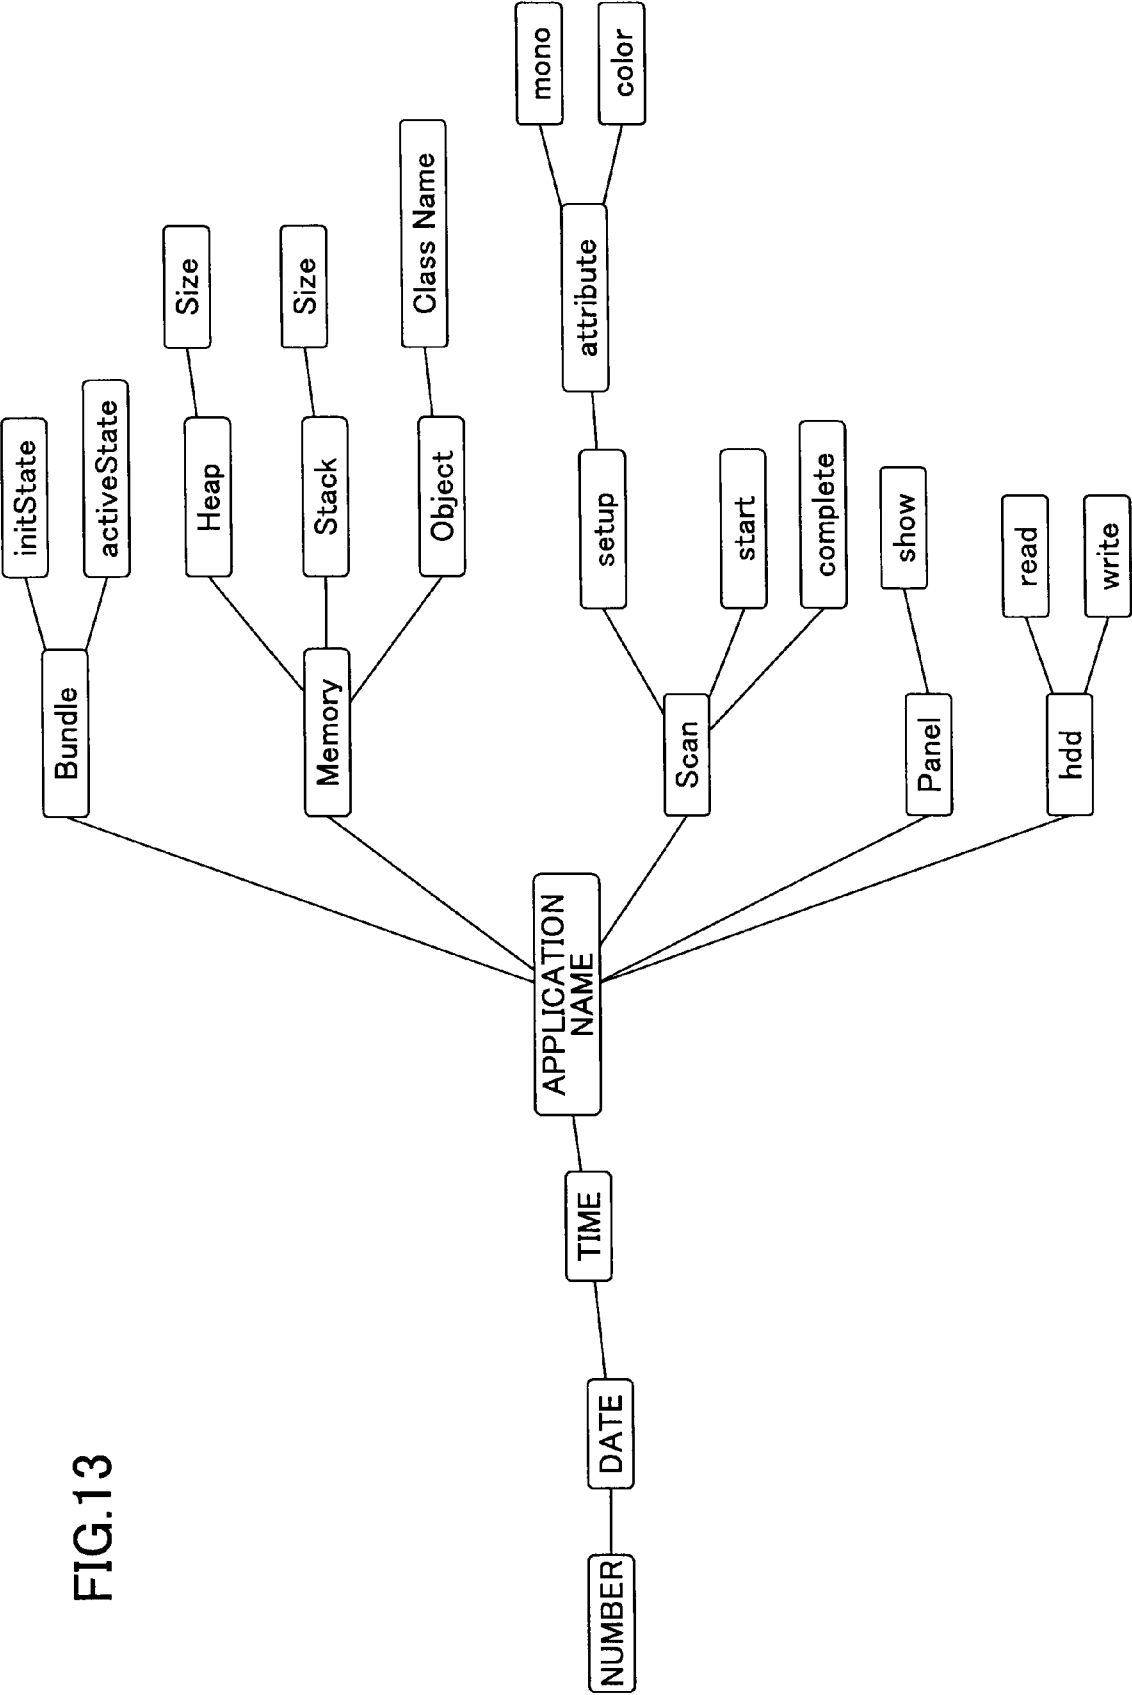 FIG.13
NUMBER
DATE
TIME
APPLICATION
NAME
Bundle
initState
activeState
Memory
Heap
Size
Stack
Size
Object
Class Name
Scan
setup
attribute
mono
color
start
complete
Panel
show
hdd
read
write